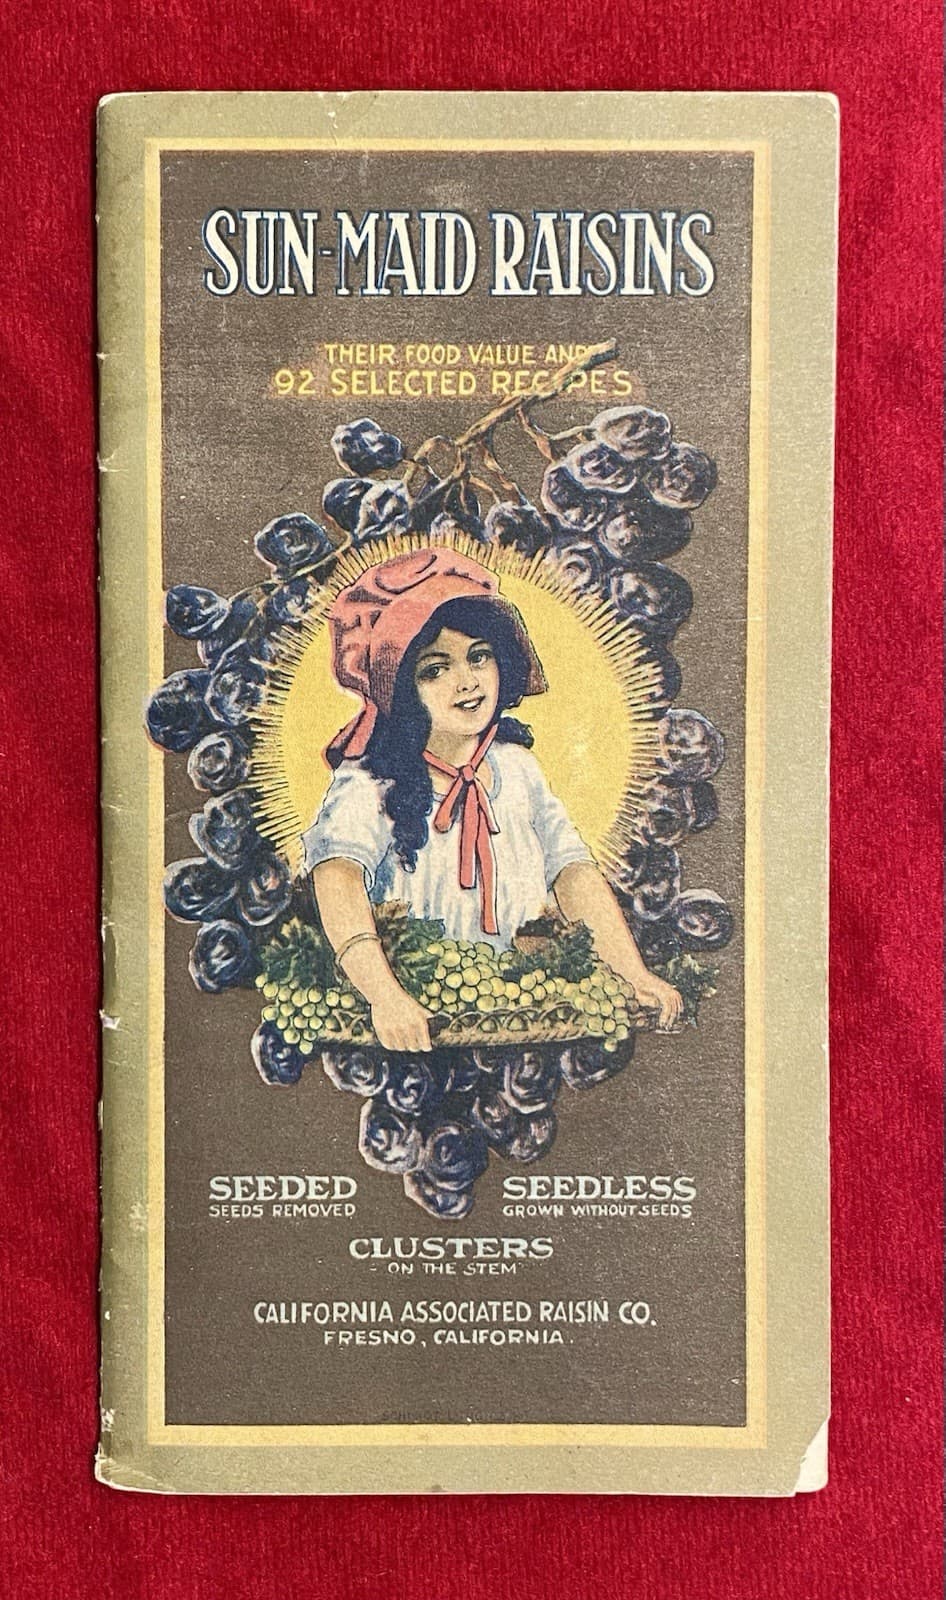 SUN-MAID RAISINS
THEIR FOOD VALUE AND
92 SELECTED RECIPES
SEEDED
SEEDS REMOVED
SEEDLESS
GROWN WITHOUT SEEDS
CLUSTERS
- ON THE STEM
CALIFORNIA ASSOCIATED RAISIN CO.
FRESNO, CALIFORNIA.